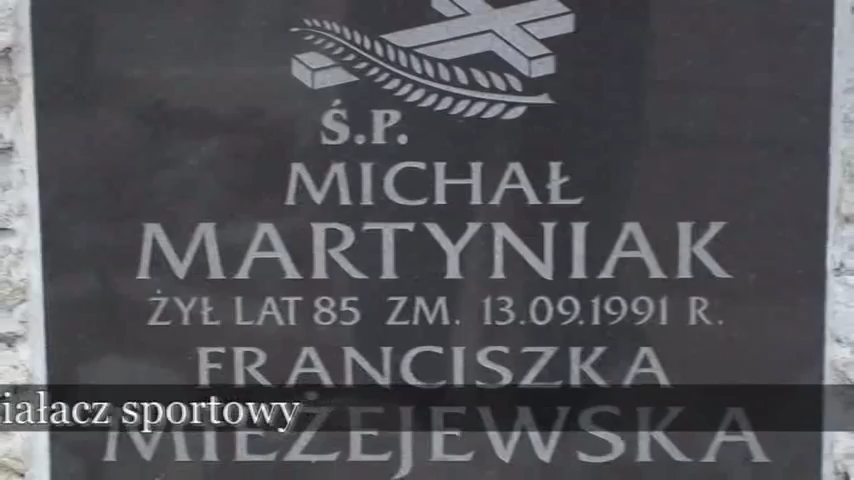 Ś.P.
MICHAŁ
MARTYNIAK
ŻYŁ LAT 85 ZM. 13.09.1991 R.
FRANCISZKA
iałacz sportowy
MIEŻEJEWSKA